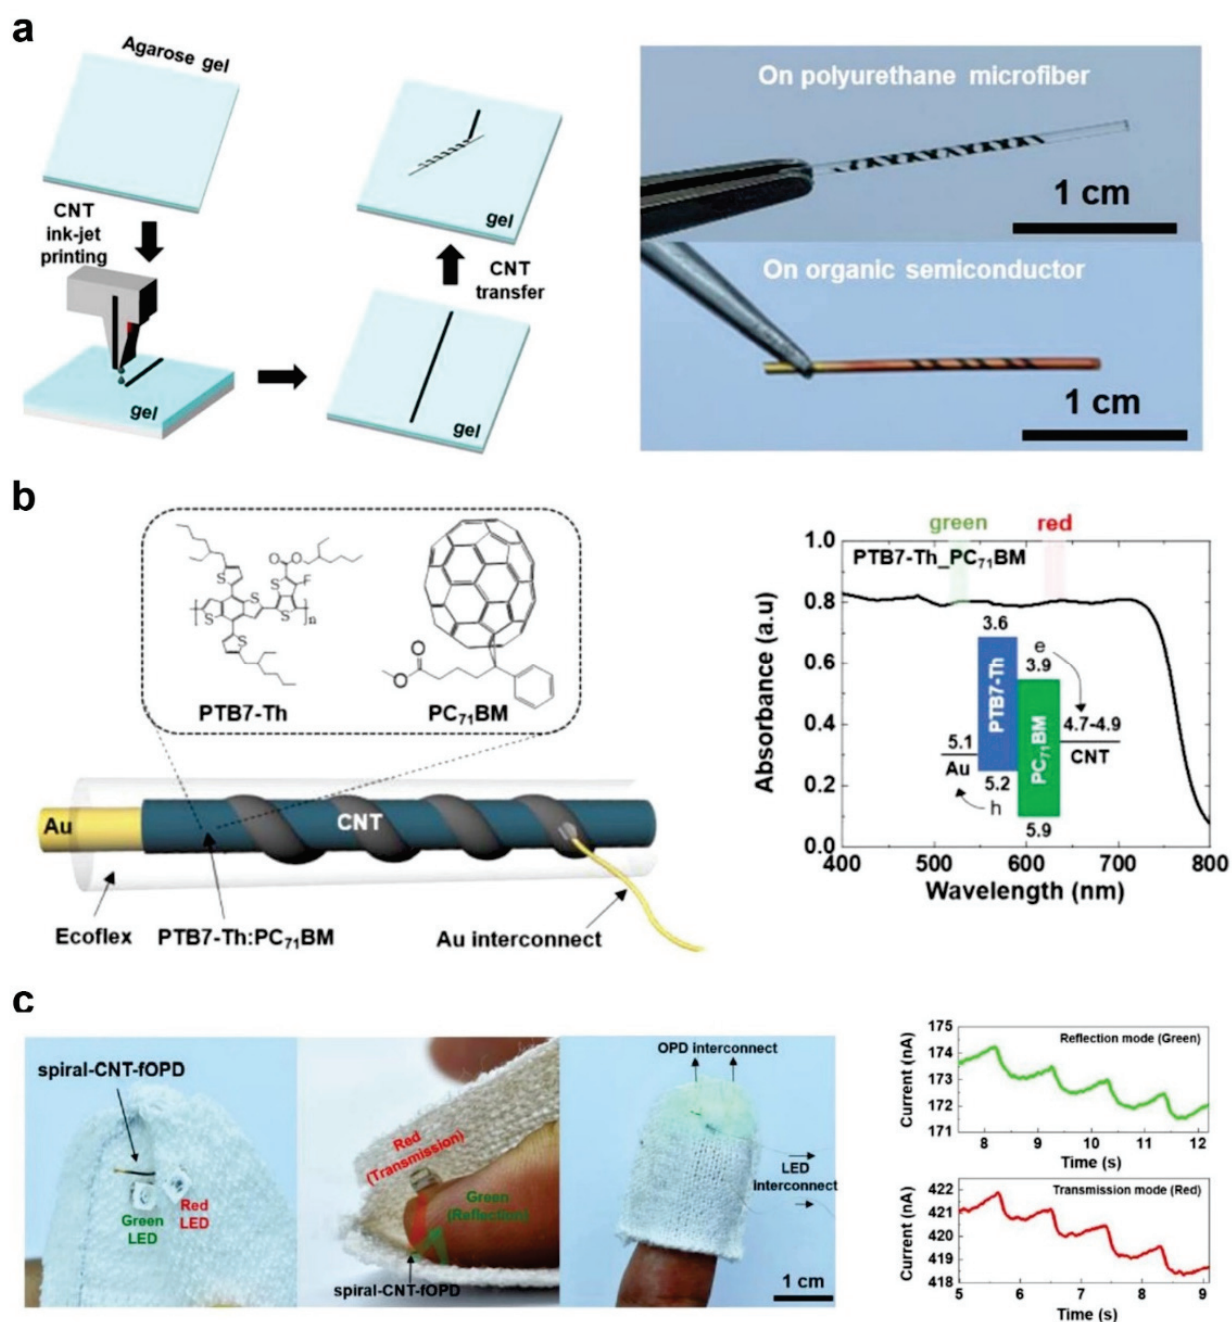 a
Agarose gel
CNT
ink-jet
printing
gel
gel
CNT
transfer
gel
On polyurethane microfiber
1 cm
On organic semiconductor
1 cm
b
PTB7-Th
PC₇₁BM
S
S
S
S
S
S
O
O
F
n
O
O
Au
CNT
Ecoflex
PTB7-Th:PC₇₁BM
Au interconnect
green
red
PTB7-Th_PC₇₁BM
Absorbance (a.u)
1.0
0.8
0.6
0.4
0.2
0.0
3.6
e
3.9
PTB7-Th
PC₇₁BM
4.7-4.9
CNT
5.1
Au
5.2
h
5.9
400
500
600
700
800
Wavelength (nm)
c
spiral-CNT-fOPD
Green
LED
Red
LED
Red
(Transmission)
Green
(Reflection)
spiral-CNT-fOPD
OPD interconnect
LED
Interconnect
1 cm
Reflection mode (Green)
Current (nA)
175
174
173
172
171
8
9
10
11
12
Time (s)
Transmission mode (Red)
Current (nA)
422
421
420
419
418
5
6
7
8
9
Time (s)